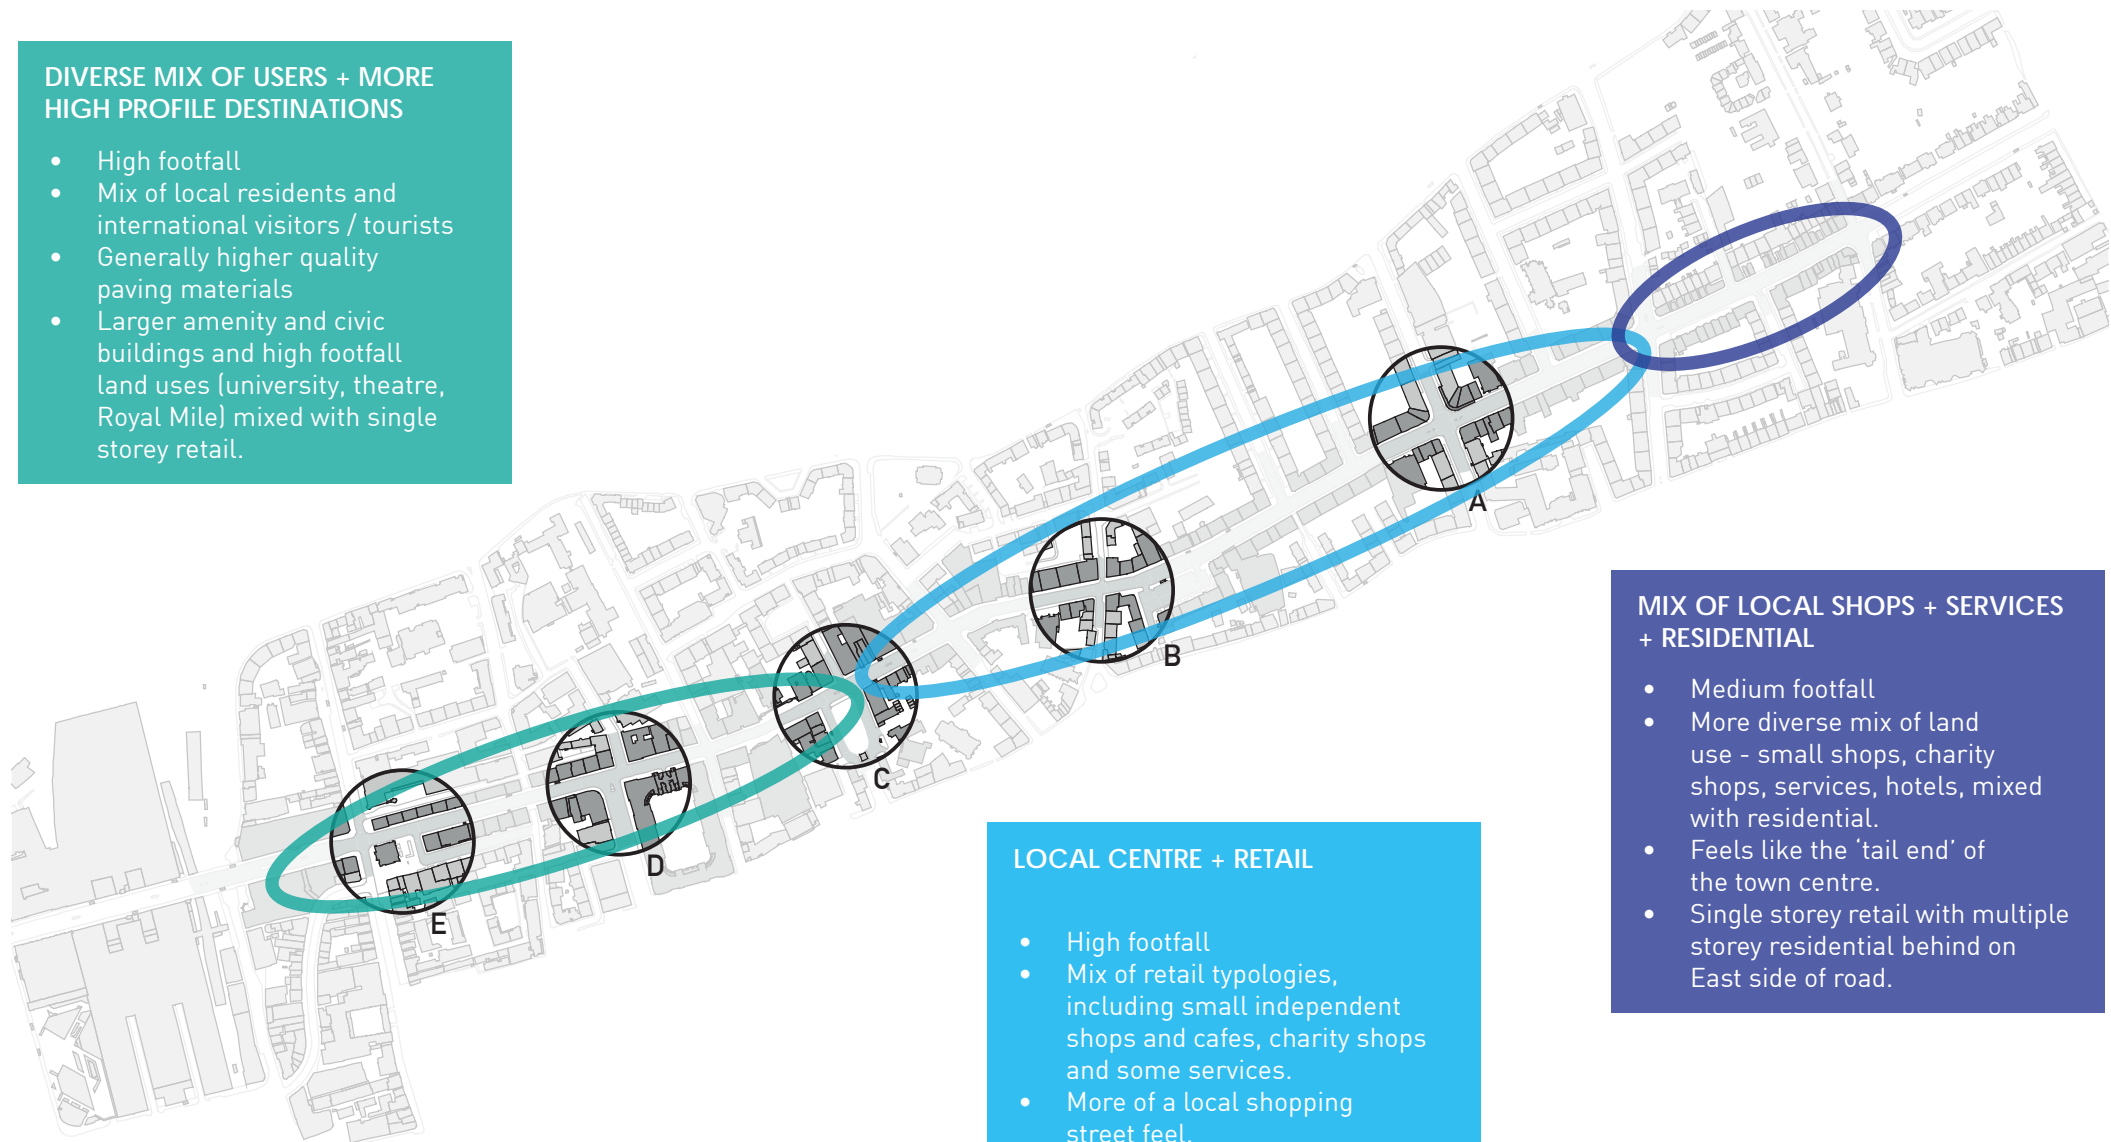 DIVERSE MIX OF USERS + MORE
HIGH PROFILE DESTINATIONS
• High footfall
• Mix of local residents and
international visitors / tourists
• Generally higher quality
paving materials
• Larger amenity and civic
buildings and high footfall
land uses (university, theatre,
Royal Mile) mixed with single
storey retail.
A
B
C
D
E
LOCAL CENTRE + RETAIL
• High footfall
• Mix of retail typologies,
including small independent
shops and cafes, charity shops
and some services.
• More of a local shopping
street feel.
MIX OF LOCAL SHOPS + SERVICES
+ RESIDENTIAL
• Medium footfall
• More diverse mix of land
use - small shops, charity
shops, services, hotels, mixed
with residential.
• Feels like the ‘tail end’ of
the town centre.
• Single storey retail with multiple
storey residential behind on
East side of road.